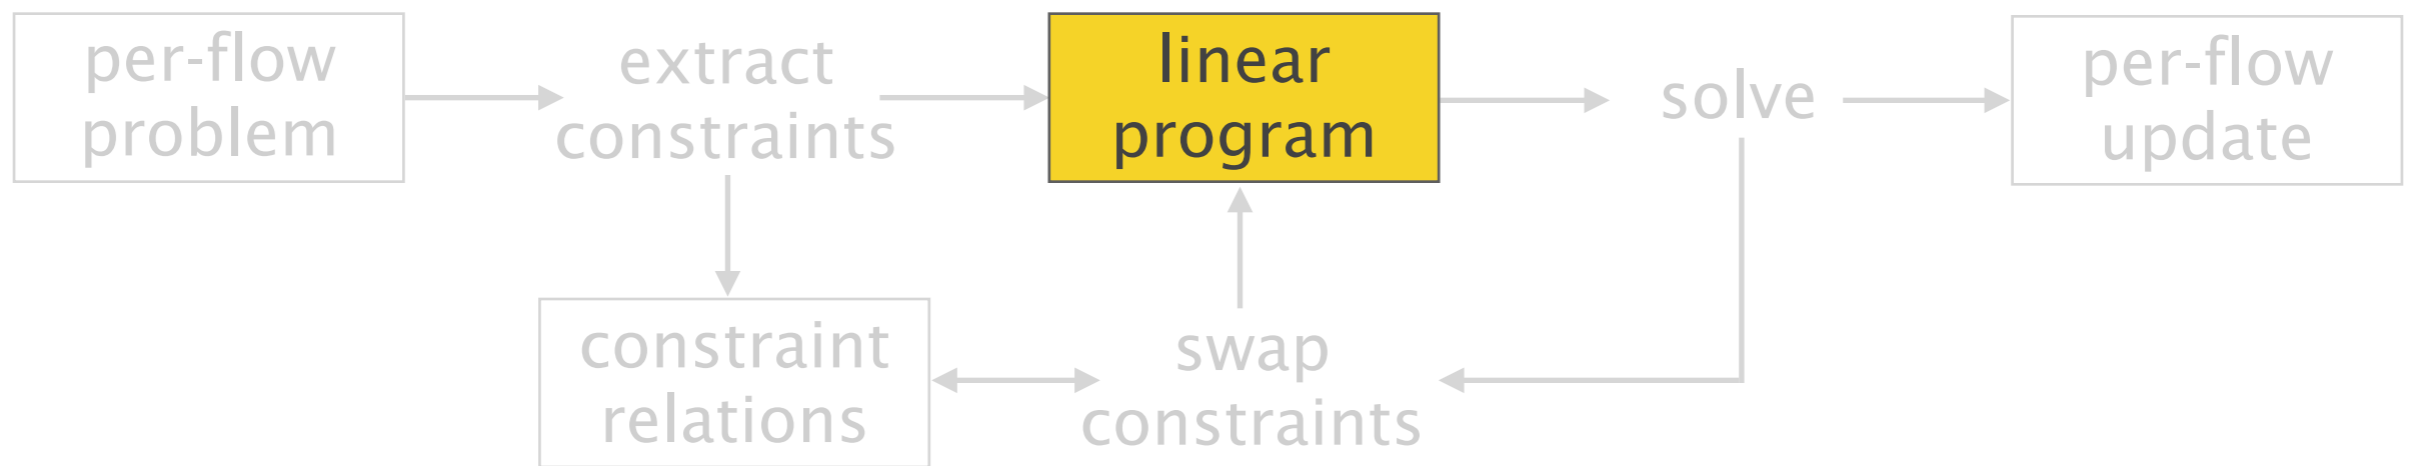 per-flow
problem
extract
constraints
linear
program
solve
per-flow
update
constraint
relations
swap
constraints